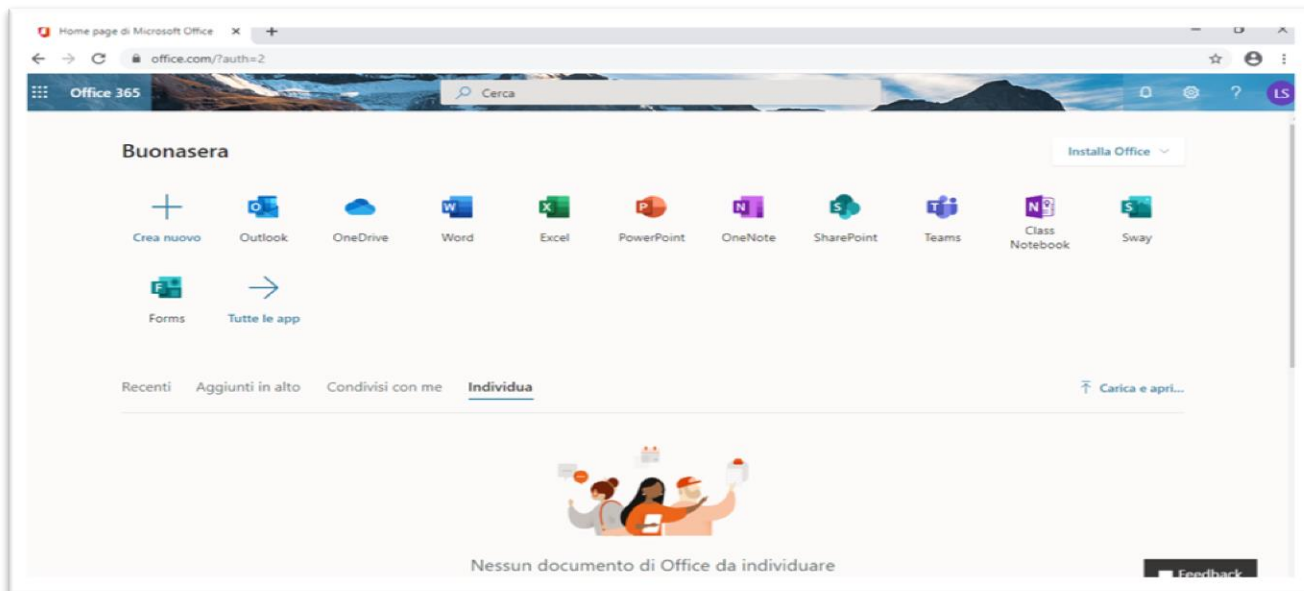 Home page di Microsoft Office
office.com/?auth=2
Office 365
Cerca
LS
Buonasera
Installa Office
Crea nuovo
Outlook
OneDrive
Word
Excel
PowerPoint
OneNote
SharePoint
Teams
Class Notebook
Sway
Forms
Tutte le app
Recenti
Aggiunti in alto
Condivisi con me
Individua
Carica e apri...
Nessun documento di Office da individuare
Feedback